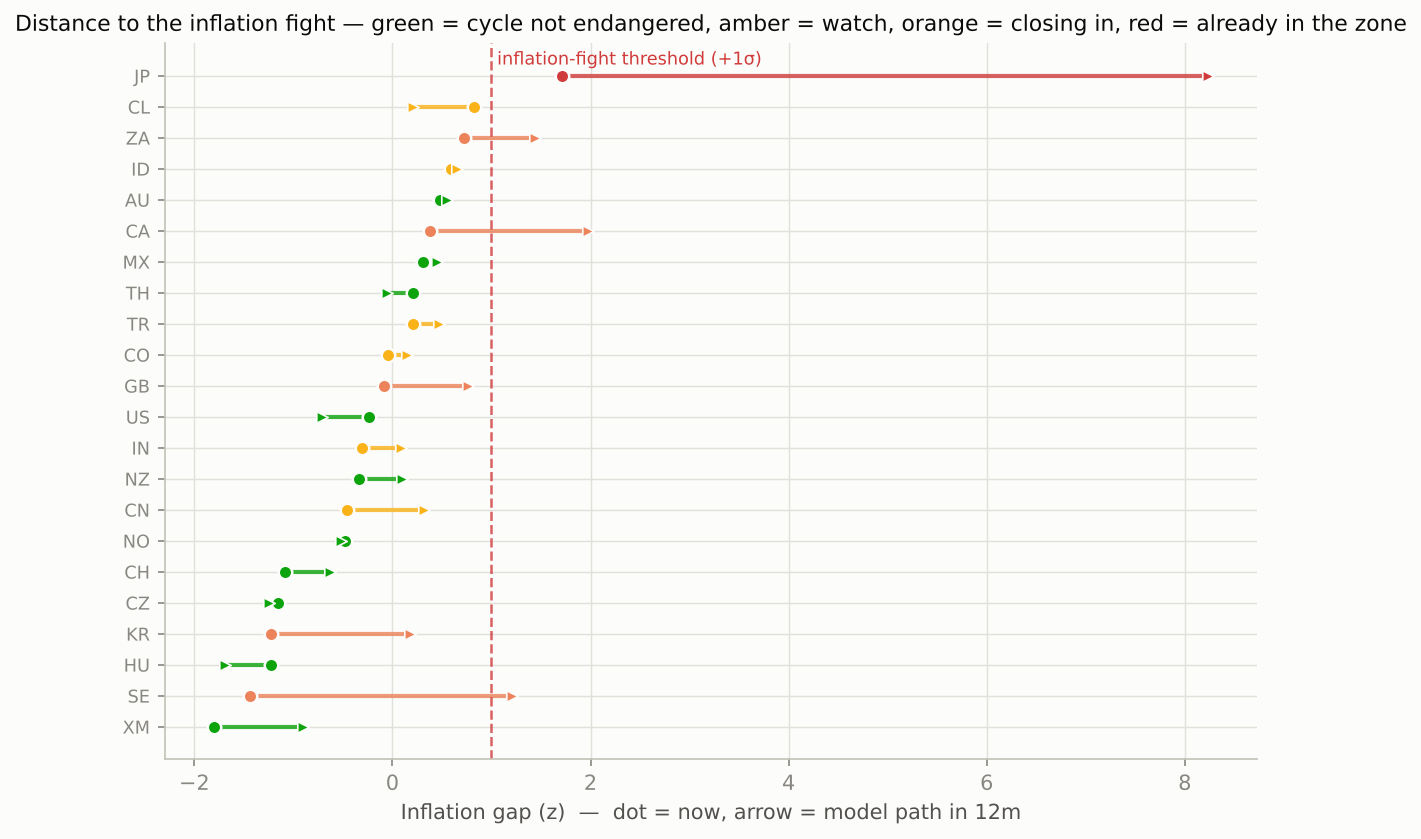 Distance to the inflation fight — green = cycle not endangered, amber = watch, orange = closing in, red = already in the zone
inflation-fight threshold (+1σ)
JP
CL
ZA
ID
AU
CA
MX
TH
TR
CO
GB
US
IN
NZ
CN
NO
CH
CZ
KR
HU
SE
XM
−2 0 2 4 6 8
Inflation gap (z) — dot = now, arrow = model path in 12m